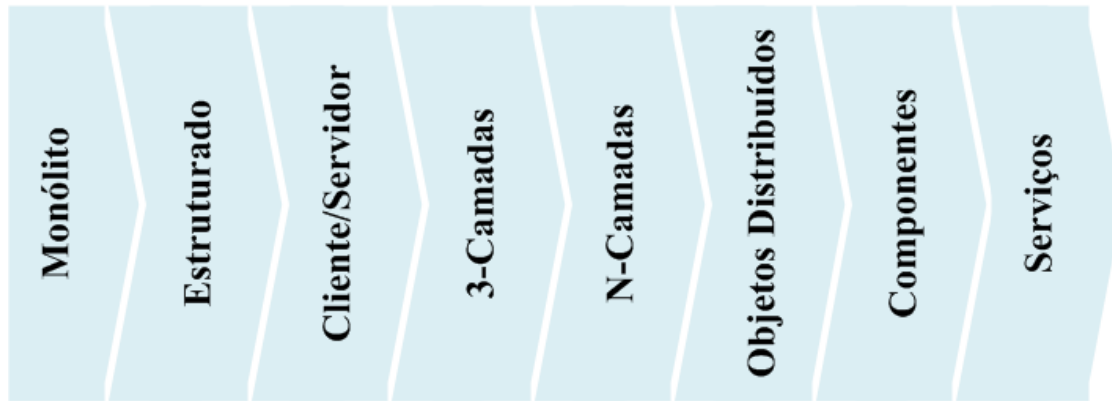 Monólito
Estruturado
Cliente/Servidor
3-Camadas
N-Camadas
Objetos Distribuídos
Componentes
Serviços